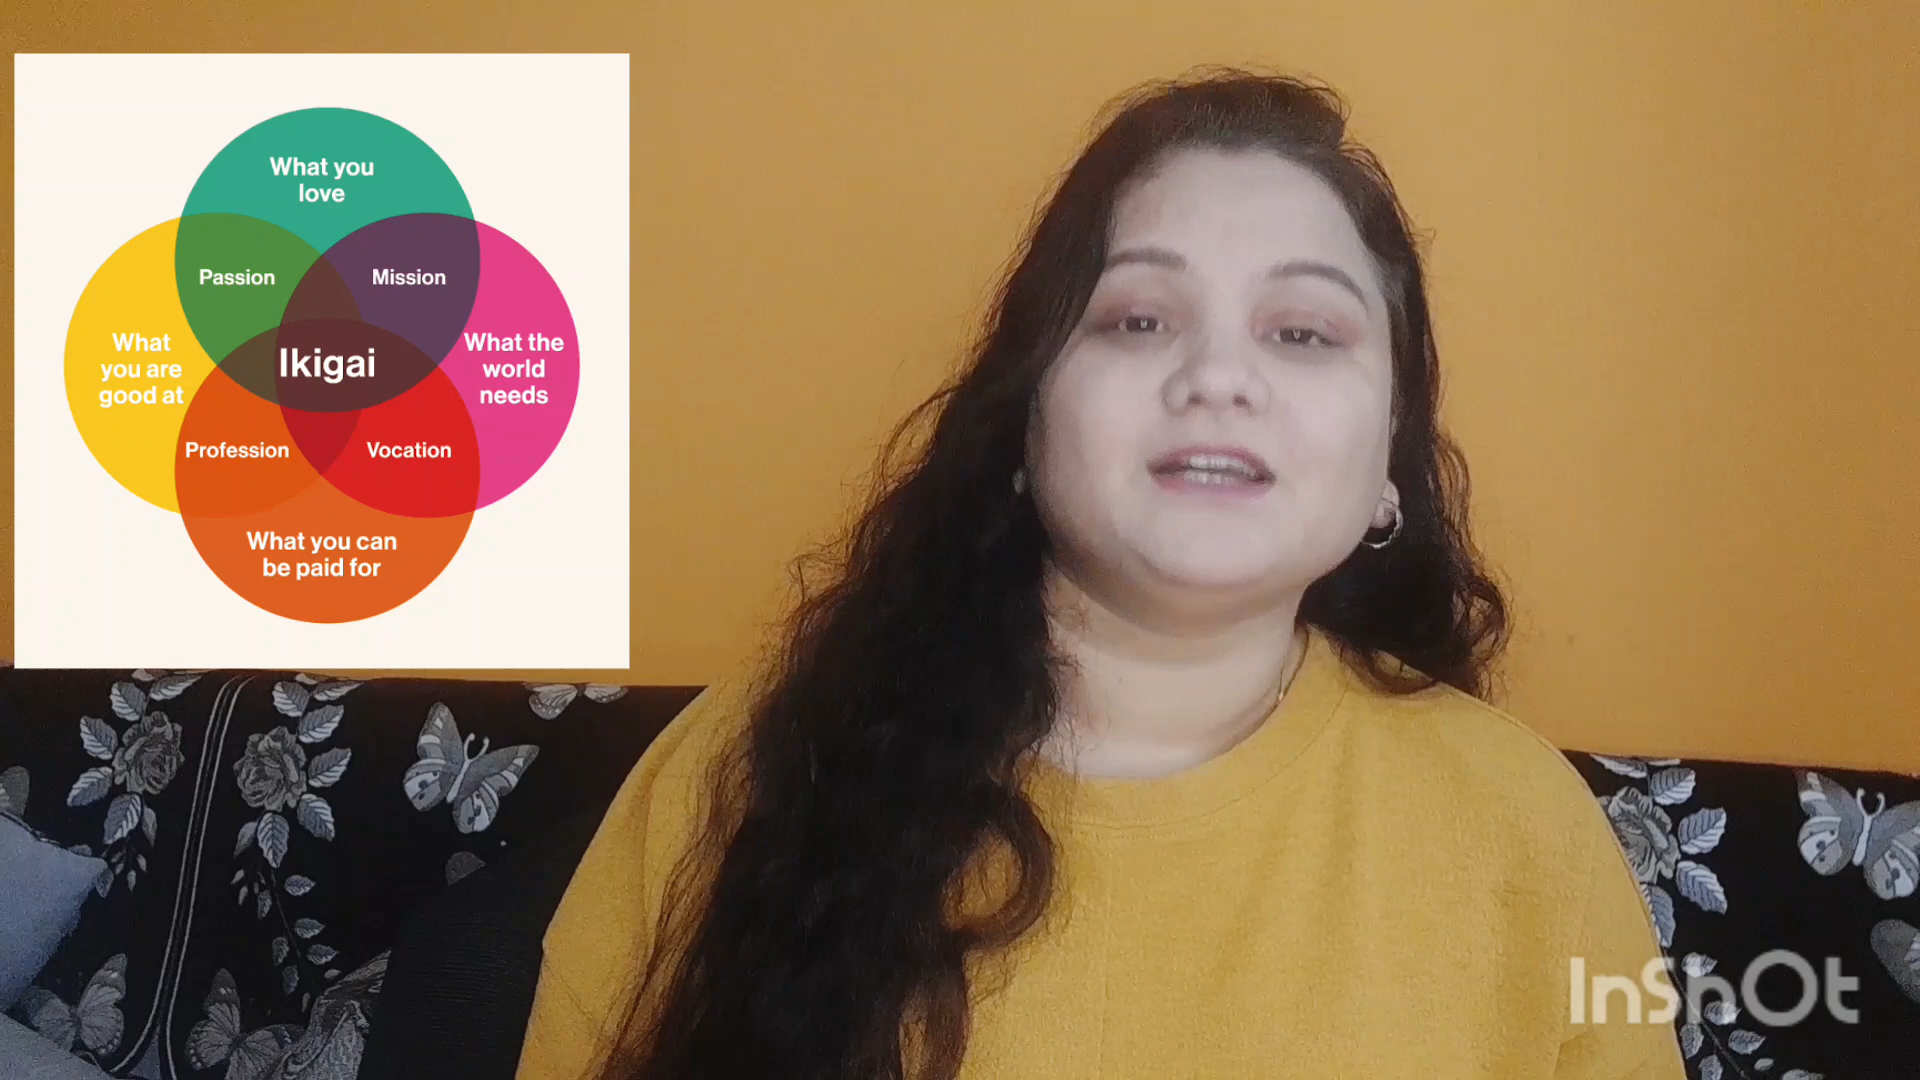 What you
love
Passion
Mission
What
you are
good at
Ikigai
What the
world
needs
Profession
Vocation
What you can
be paid for
InShOt